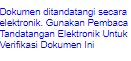 Dokumen ditandatangi secara
elektronik. Gunakan Pembaca
Tandatangan Elektronik Untuk
Verifikasi Dokumen Ini